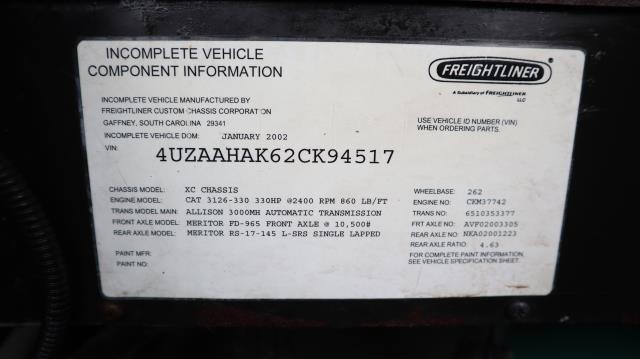 INCOMPLETE VEHICLE
COMPONENT INFORMATION
FREIGHTLINER
A Subsidiary of FREIGHTLINER
LLC
INCOMPLETE VEHICLE MANUFACTURED BY
FREIGHTLINER CUSTOM CHASSIS CORPORATION
GAFFNEY, SOUTH CAROLINA 29341
INCOMPLETE VEHICLE DOM: JANUARY 2002
USE VEHICLE ID NUMBER (VIN)
WHEN ORDERING PARTS.
VIN: 4UZAAHAK62CK94517
CHASSIS MODEL: XC CHASSIS WHEELBASE: 262
ENGINE MODEL: CAT 3126-330 330HP @2400 RPM 860 LB/FT ENGINE NO: CKM37742
TRANS MODEL MAIN: ALLISON 3000MH AUTOMATIC TRANSMISSION TRANS NO: 6510353377
FRONT AXLE MODEL: MERITOR FD-965 FRONT AXLE @ 10,500# FRT AXLE NO: AVF02003305
REAR AXLE MODEL: MERITOR RS-17-145 L-SRS SINGLE LAPPED REAR AXLE NO: NKA02001223
REAR AXLE RATIO: 4.63
PAINT MFR:
PAINT NO:
FOR COMPLETE PAINT INFORMATION,
SEE VEHICLE SPECIFICATION SHEET.